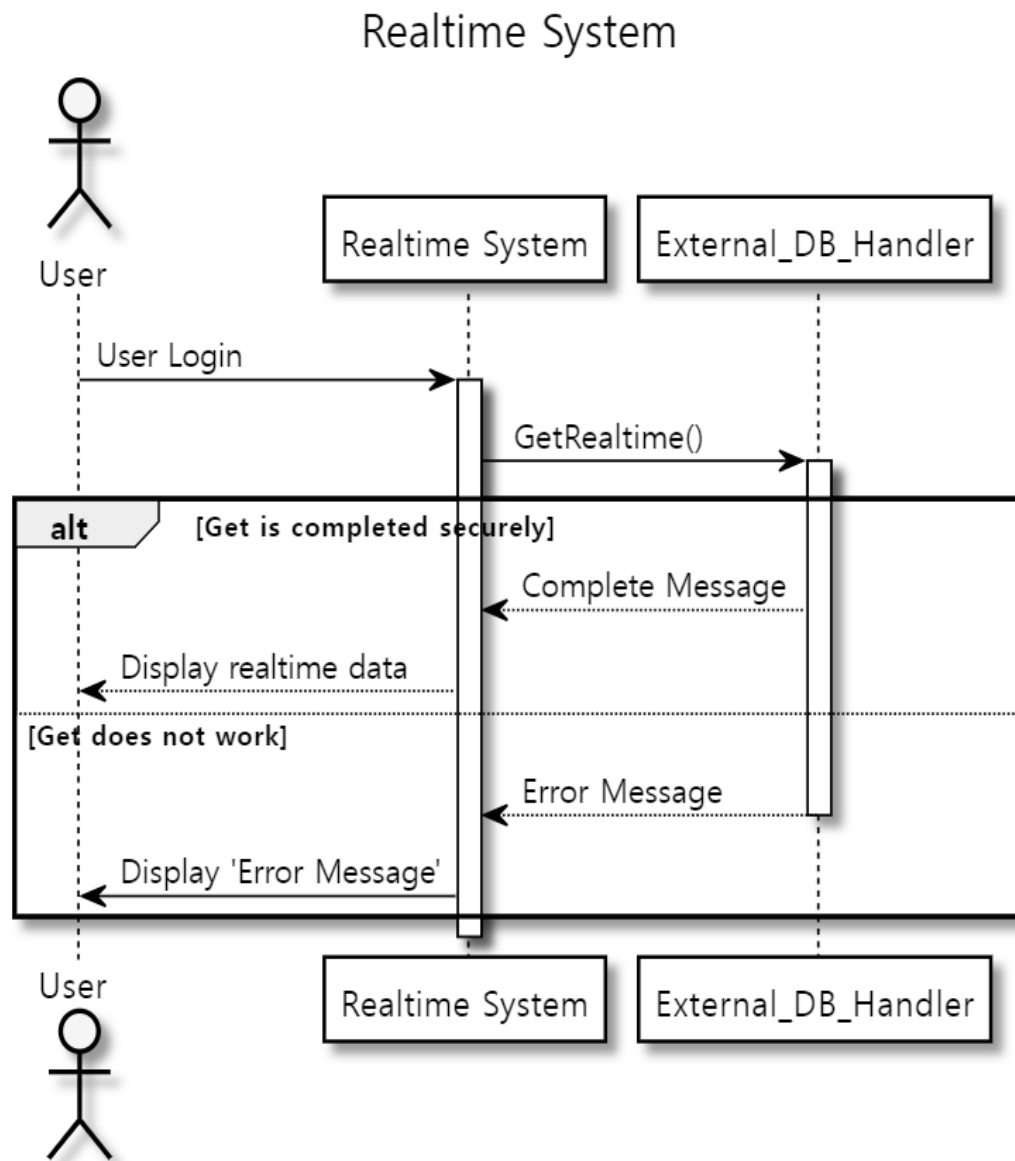 Realtime System
User
Realtime System
External_DB_Handler
User Login
GetRealtime()
alt
[Get is completed securely]
Complete Message
Display realtime data
[Get does not work]
Error Message
Display 'Error Message'
User
Realtime System
External_DB_Handler